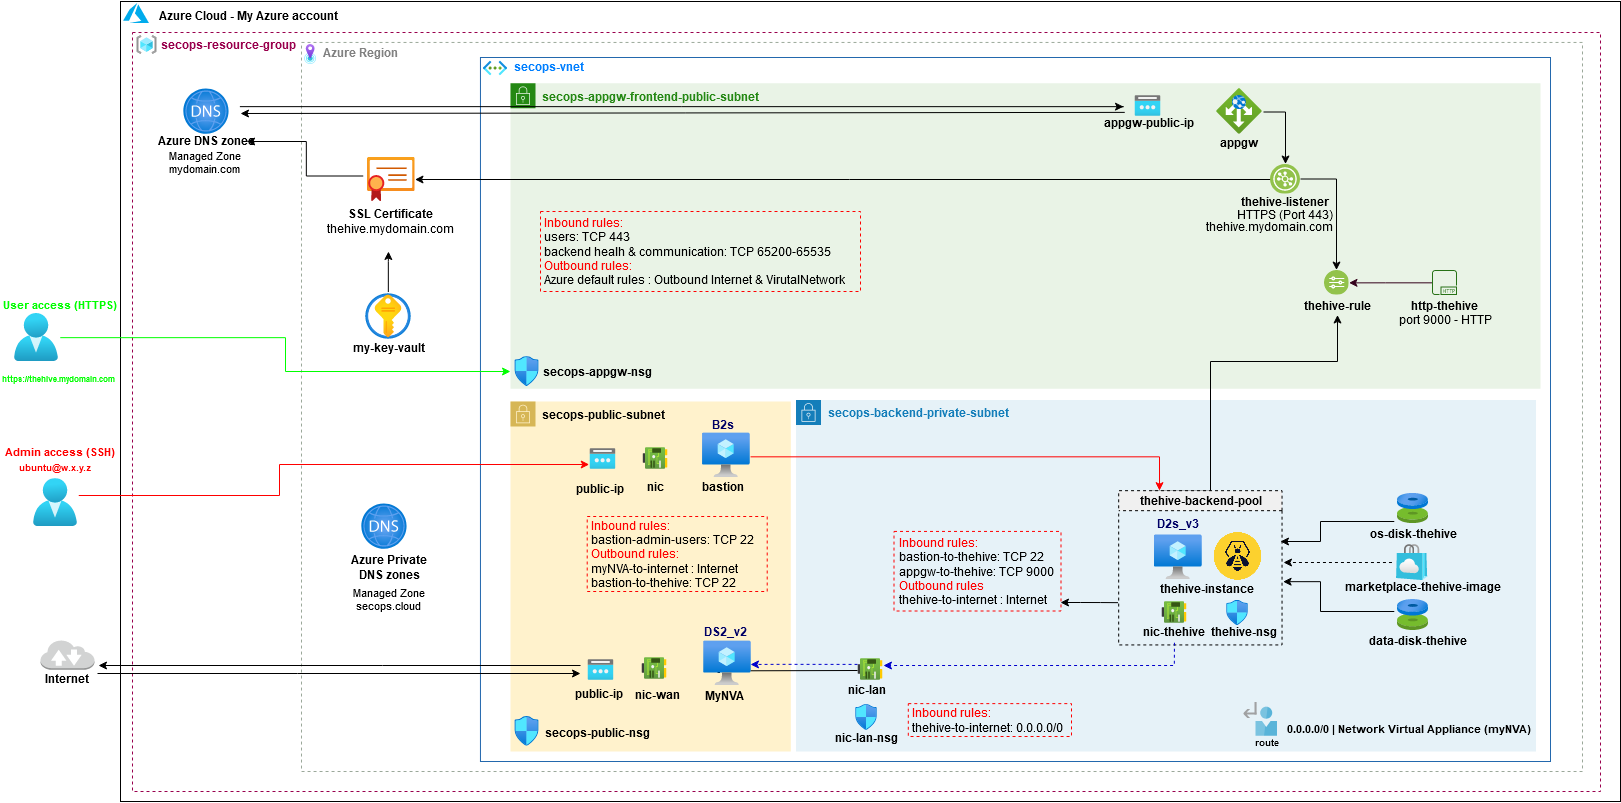 Azure Cloud - My Azure account
secops-resource-group
Azure Region
secops-vnet
secops-appgw-frontend-public-subnet
DNS
Azure DNS zones
Managed Zone
mydomain.com
appgw-public-ip
appgw
SSL Certificate
thehive.mydomain.com
thehive-listener
HTTPS (Port 443)
thehive.mydomain.com
Inbound rules:
users: TCP 443
backend healh & communication: TCP 65200-65535
Outbound rules:
Azure default rules : Outbound Internet & VirutalNetwork
my-key-vault
thehive-rule
HTTP
http-thehive
port 9000 - HTTP
User access (HTTPS)
https://thehive.mydomain.com
secops-appgw-nsg
secops-public-subnet
secops-backend-private-subnet
Admin access (SSH)
ubuntu@w.x.y.z
B2s
public-ip
nic
bastion
DNS
Azure Private
DNS zones
Managed Zone
secops.cloud
Inbound rules:
bastion-admin-users: TCP 22
Outbound rules:
myNVA-to-internet : Internet
bastion-to-thehive: TCP 22
Inbound rules:
bastion-to-thehive: TCP 22
appgw-to-thehive: TCP 9000
Outbound rules
thehive-to-internet : Internet
thehive-backend-pool
D2s_v3
thehive-instance
nic-thehive
thehive-nsg
os-disk-thehive
marketplace-thehive-image
data-disk-thehive
Internet
DS2_v2
public-ip
nic-wan
MyNVA
secops-public-nsg
nic-lan
nic-lan-nsg
Inbound rules:
thehive-to-internet: 0.0.0.0/0
route
0.0.0.0/0 | Network Virtual Appliance (myNVA)